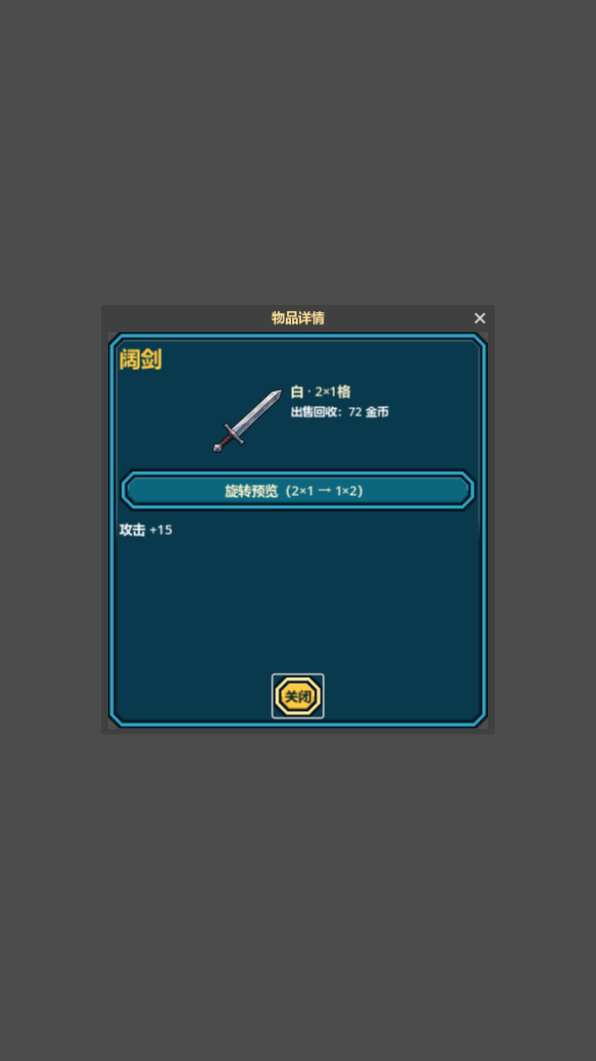 物品详情
阔剑
白 · 2×1格
出售回收：72 金币
旋转预览（2×1 → 1×2）
攻击 +15
关闭